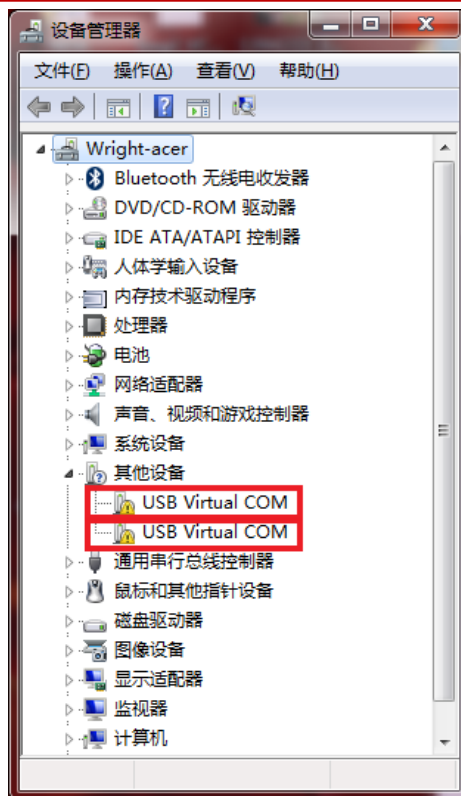 设备管理器
文件(F) 操作(A) 查看(V) 帮助(H)
Wright-acer
Bluetooth 无线电收发器
DVD/CD-ROM 驱动器
IDE ATA/ATAPI 控制器
人体学输入设备
内存技术驱动程序
处理器
电池
网络适配器
声音、视频和游戏控制器
系统设备
其他设备
USB Virtual COM
USB Virtual COM
通用串行总线控制器
鼠标和其他指针设备
磁盘驱动器
图像设备
显示适配器
监视器
计算机